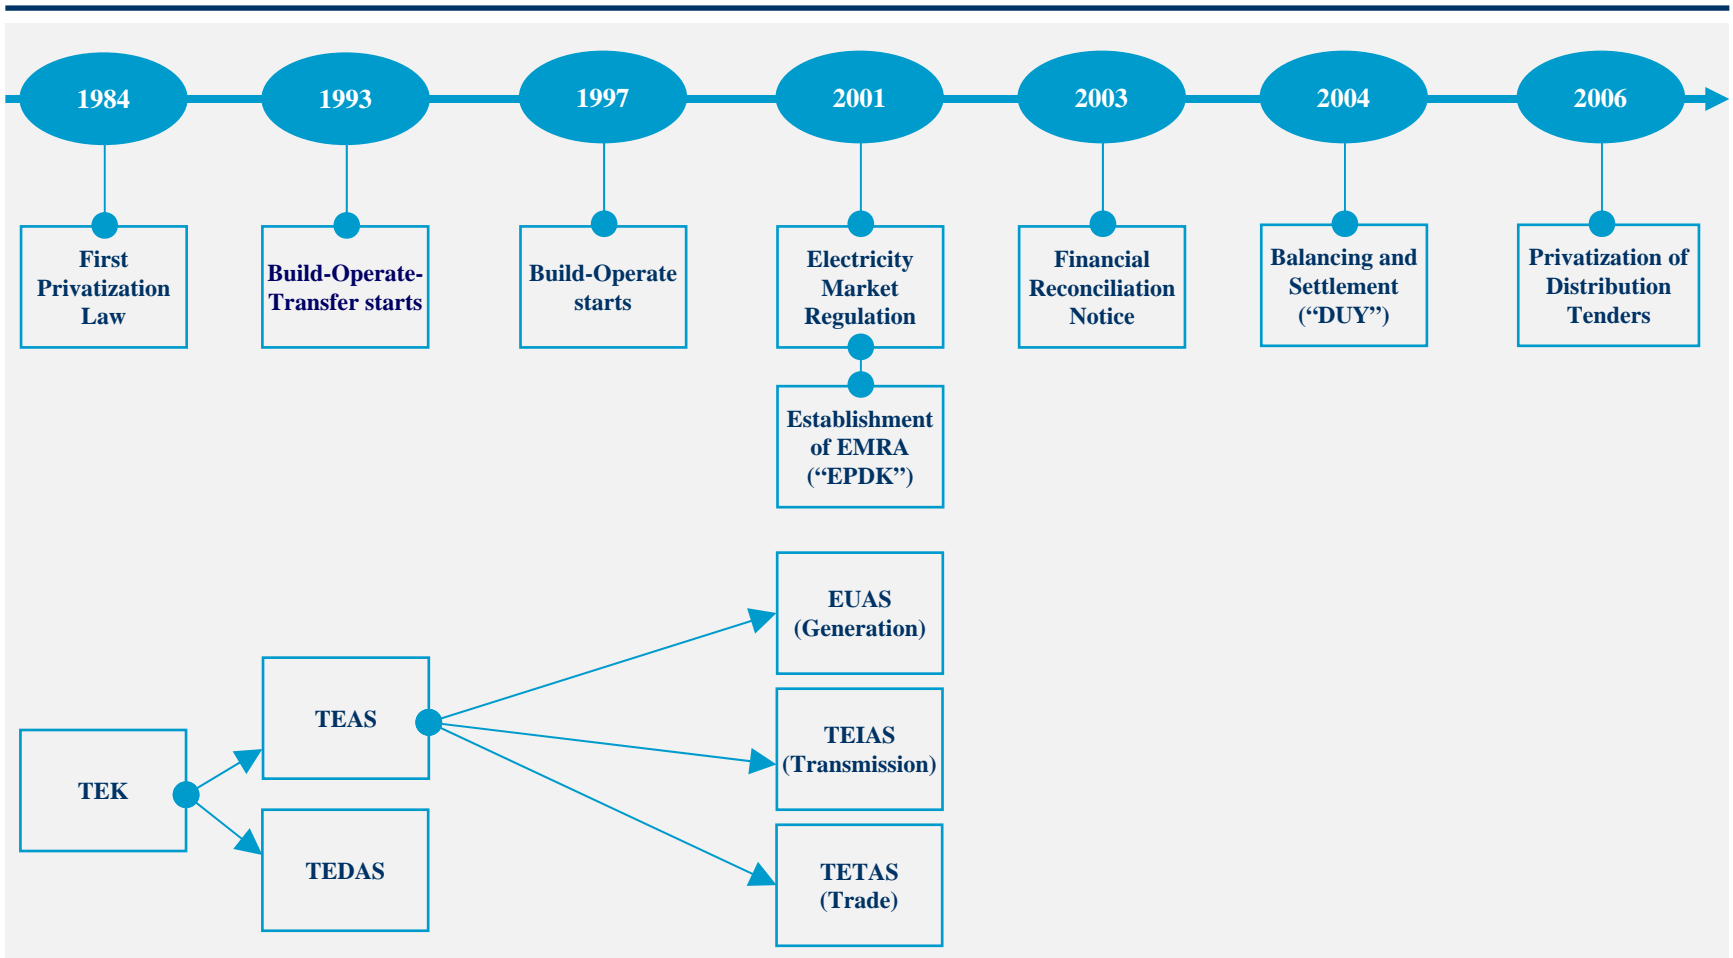 1984
1993
1997
2001
2003
2004
2006
First
Privatization
Law
Build-Operate-
Transfer starts
Build-Operate
starts
Electricity
Market
Regulation
Financial
Reconciliation
Notice
Balancing and
Settlement
(“DUY”)
Privatization of
Distribution
Tenders
Establishment
of EMRA
(“EPDK”)
TEK
TEAS
TEDAS
EUAS
(Generation)
TEIAS
(Transmission)
TETAS
(Trade)